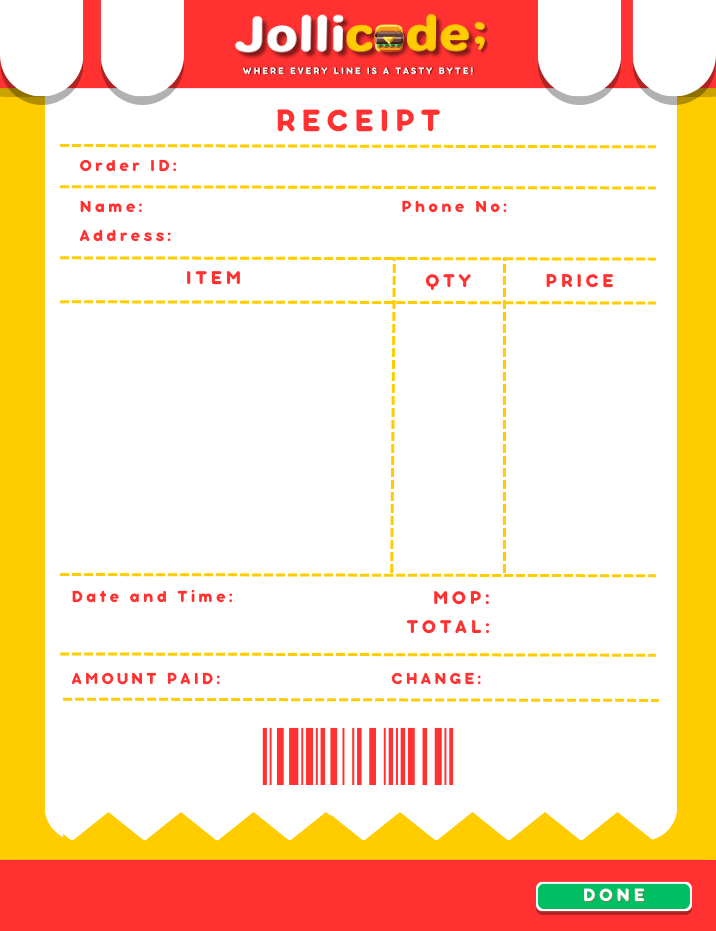 Jollicode;
WHERE EVERY LINE IS A TASTY BYTE!
RECEIPT
Order ID:
Name: Phone No:
Address:
ITEM QTY PRICE
Date and Time: MOP:
TOTAL:
AMOUNT PAID: CHANGE:
DONE